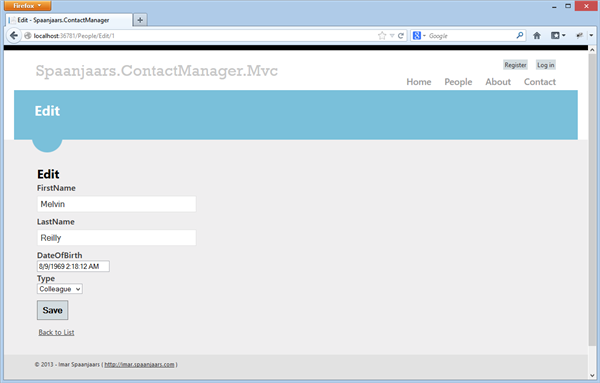 Firefox
Edit - Spaanjaars.ContactManager
localhost:36781/People/Edit/1
Google
Register Log in
Spaanjaars.ContactManager.Mvc
Home People About Contact
Edit
Edit
FirstName
Melvin
LastName
Reilly
DateOfBirth
8/9/1969 2:18:12 AM
Type
Colleague
Save
Back to List
© 2013 - Imar Spaanjaars ( http://imar.spaanjaars.com )